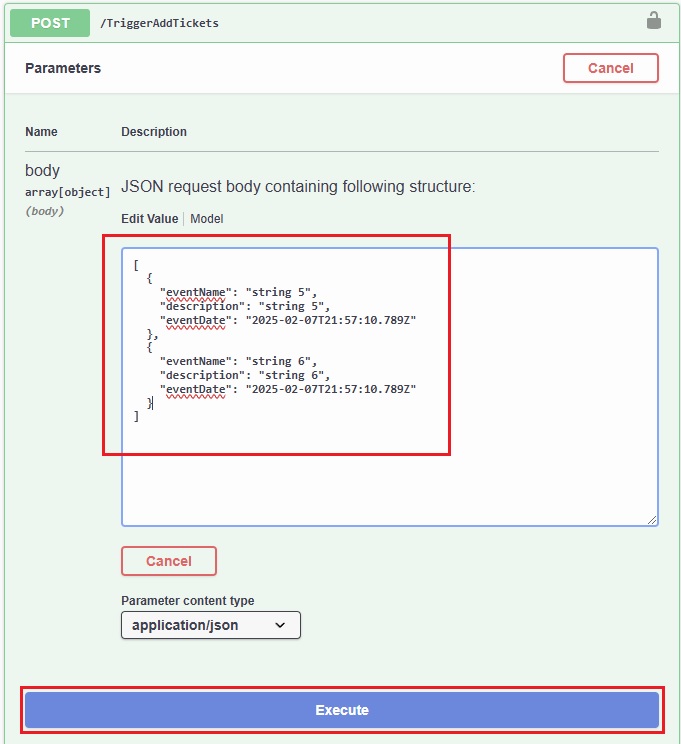 POST /TriggerAddTickets
Parameters
Cancel
Name Description
body
array[object]
(body)
JSON request body containing following structure:
Edit Value | Model
[
  {
    "eventName": "string 5",
    "description": "string 5",
    "eventDate": "2025-02-07T21:57:10.789Z"
  },
  {
    "eventName": "string 6",
    "description": "string 6",
    "eventDate": "2025-02-07T21:57:10.789Z"
  }
]
Cancel
Parameter content type
application/json
Execute